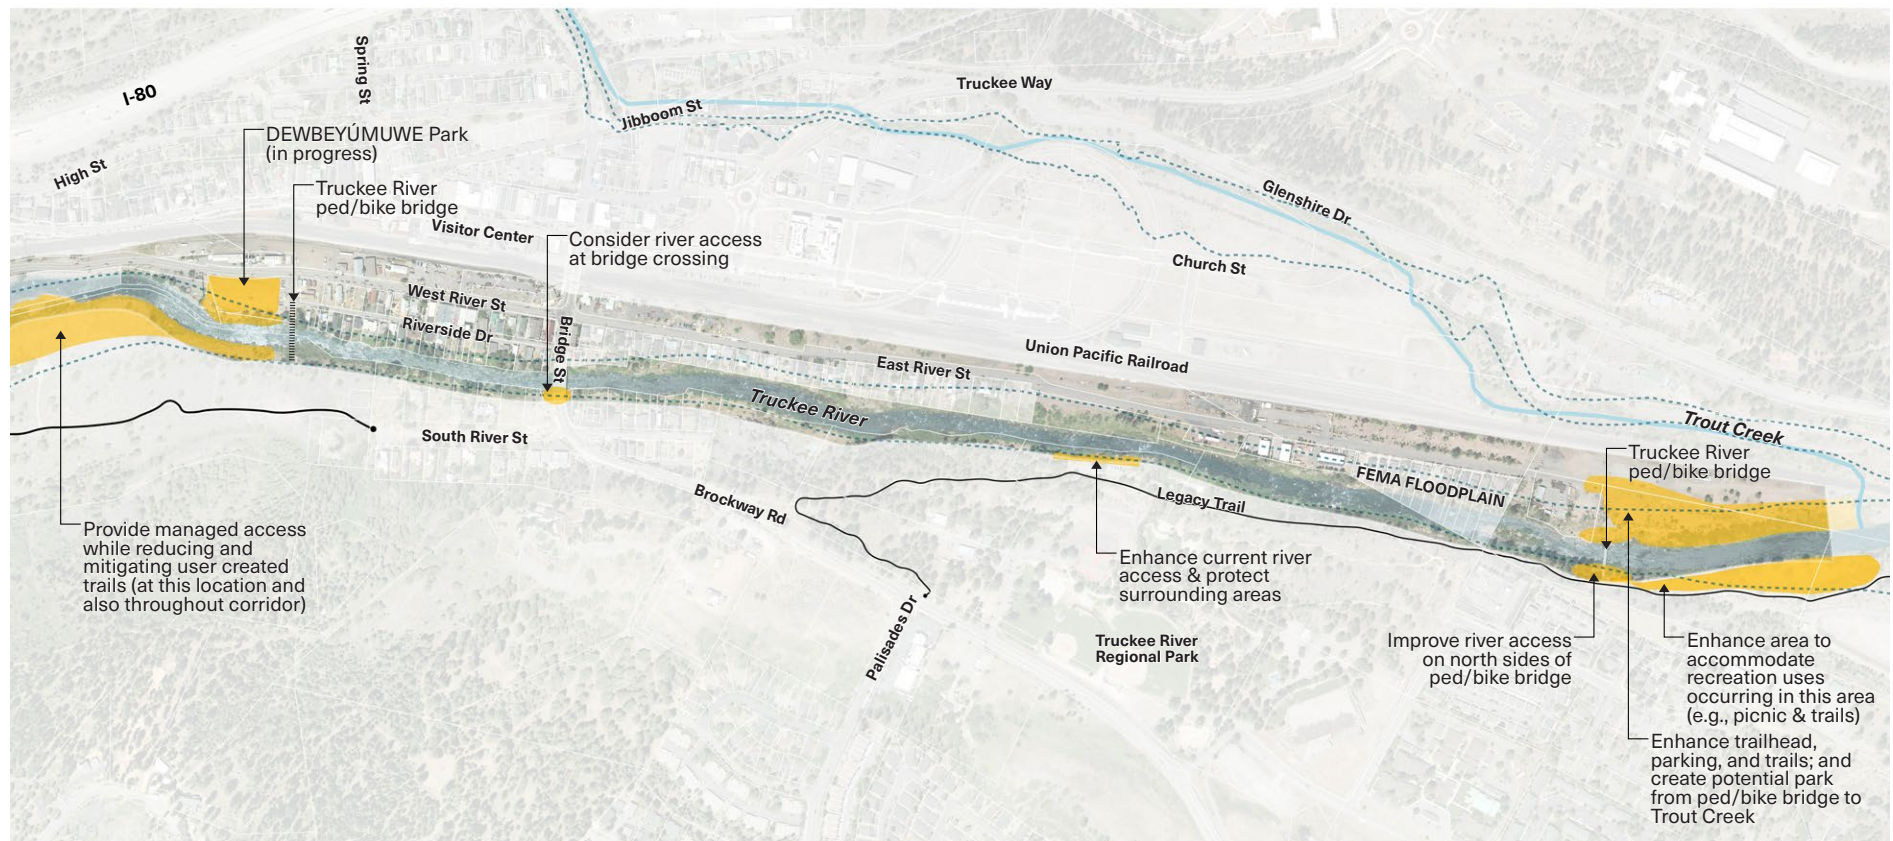 Spring St
I-80
Truckee Way
Jibboom St
DEWBEYÚMUWE Park
(in progress)
High St
Truckee River
ped/bike bridge
Glenshire Dr
Visitor Center
Consider river access
at bridge crossing
Church St
West River St
Riverside Dr
Bridge St
Union Pacific Railroad
East River St
Truckee River
Trout Creek
South River St
Truckee River
ped/bike bridge
FEMA FLOODPLAIN
Brockway Rd
Legacy Trail
Provide managed access
while reducing and
mitigating user created
trails (at this location and
also throughout corridor)
Enhance current river
access & protect
surrounding areas
Palisades Dr
Truckee River
Regional Park
Improve river access
on north sides of
ped/bike bridge
Enhance area to
accommodate
recreation uses
occurring in this area
(e.g., picnic & trails)
Enhance trailhead,
parking, and trails; and
create potential park
from ped/bike bridge to
Trout Creek